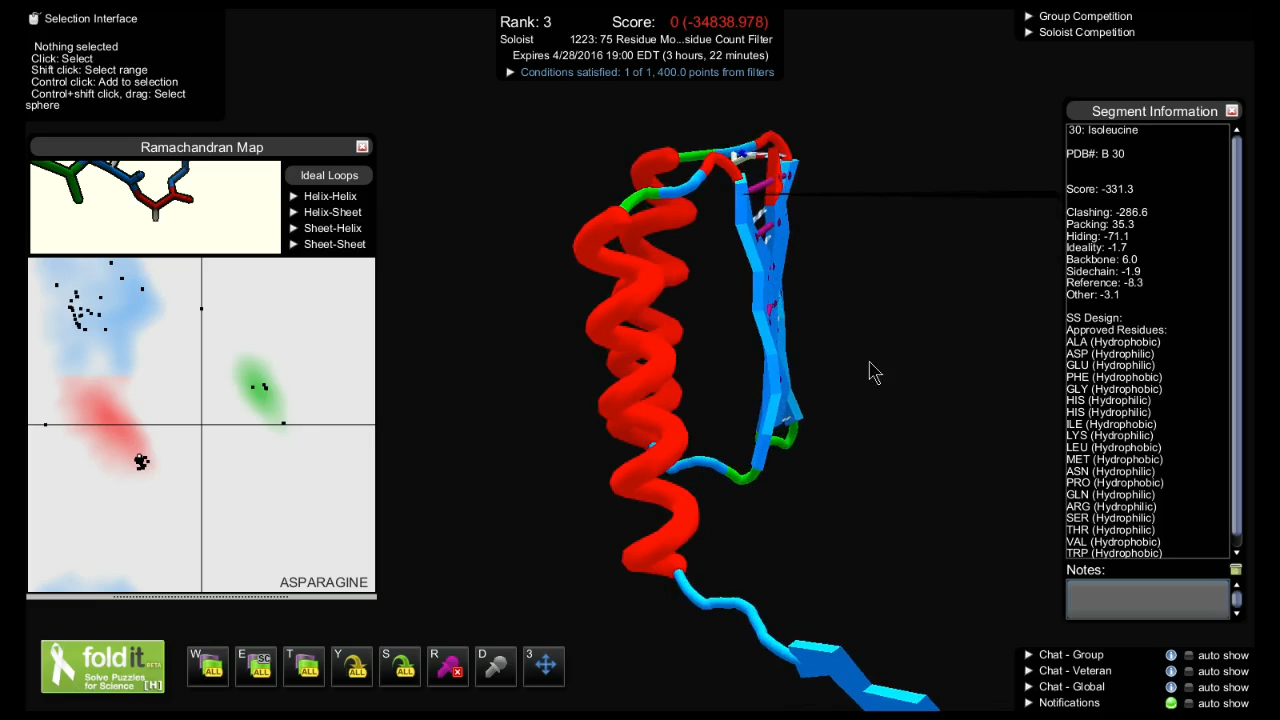 Selection Interface
Nothing selected
Click: Select
Shift click: Select range
Control click: Add to selection
Control+shift click, drag: Select
sphere
Rank: 3 Score: 0 (-34838.978)
Soloist 1223: 75 Residue Mo...sidue Count Filter
Expires 4/28/2016 19:00 EDT (3 hours, 22 minutes)
Conditions satisfied: 1 of 1, 400.0 points from filters
Group Competition
Soloist Competition
Ramachandran Map
Ideal Loops
Helix-Helix
Helix-Sheet
Sheet-Helix
Sheet-Sheet
ASPARAGINE
Segment Information
30: Isoleucine
PDB#: B 30
Score: -331.3
Clashing: -286.6
Packing: 35.3
Hiding: -71.1
Ideality: -1.7
Backbone: 6.0
Sidechain: -1.9
Reference: -8.3
Other: -3.1
SS Design:
Approved Residues:
ALA (Hydrophobic)
ASP (Hydrophilic)
GLU (Hydrophilic)
PHE (Hydrophobic)
GLY (Hydrophobic)
HIS (Hydrophilic)
HIS (Hydrophilic)
ILE (Hydrophobic)
LYS (Hydrophilic)
LEU (Hydrophobic)
MET (Hydrophobic)
ASN (Hydrophilic)
PRO (Hydrophobic)
GLN (Hydrophilic)
ARG (Hydrophilic)
SER (Hydrophilic)
THR (Hydrophilic)
VAL (Hydrophobic)
TRP (Hydrophobic)
Notes:
foldit BETA
Solve Puzzles
for Science [H]
W ALL
E SC ALL
T ALL
Y ALL
S ALL
R
D
3
Chat - Group auto show
Chat - Veteran auto show
Chat - Global auto show
Notifications auto show